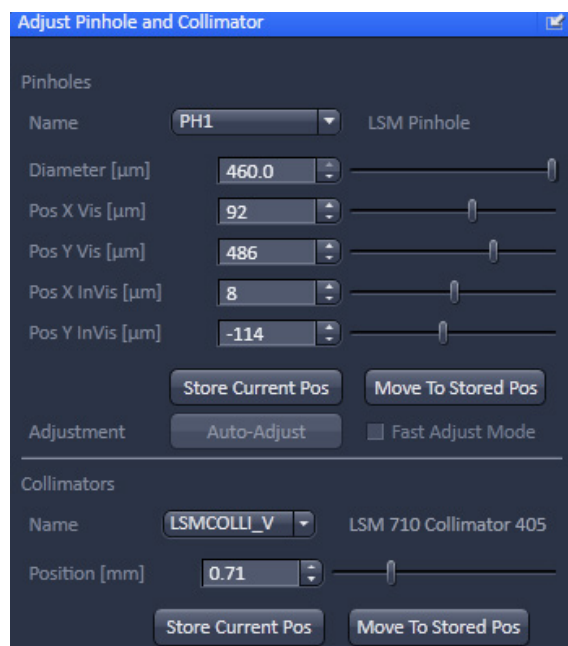 Adjust Pinhole and Collimator
Pinholes
Name PH1 LSM Pinhole
Diameter [µm] 460.0
Pos X Vis [µm] 92
Pos Y Vis [µm] 486
Pos X InVis [µm] 8
Pos Y InVis [µm] -114
Store Current Pos Move To Stored Pos
Adjustment Auto-Adjust Fast Adjust Mode
Collimators
Name LSMCOLLI_V LSM 710 Collimator 405
Position [mm] 0.71
Store Current Pos Move To Stored Pos